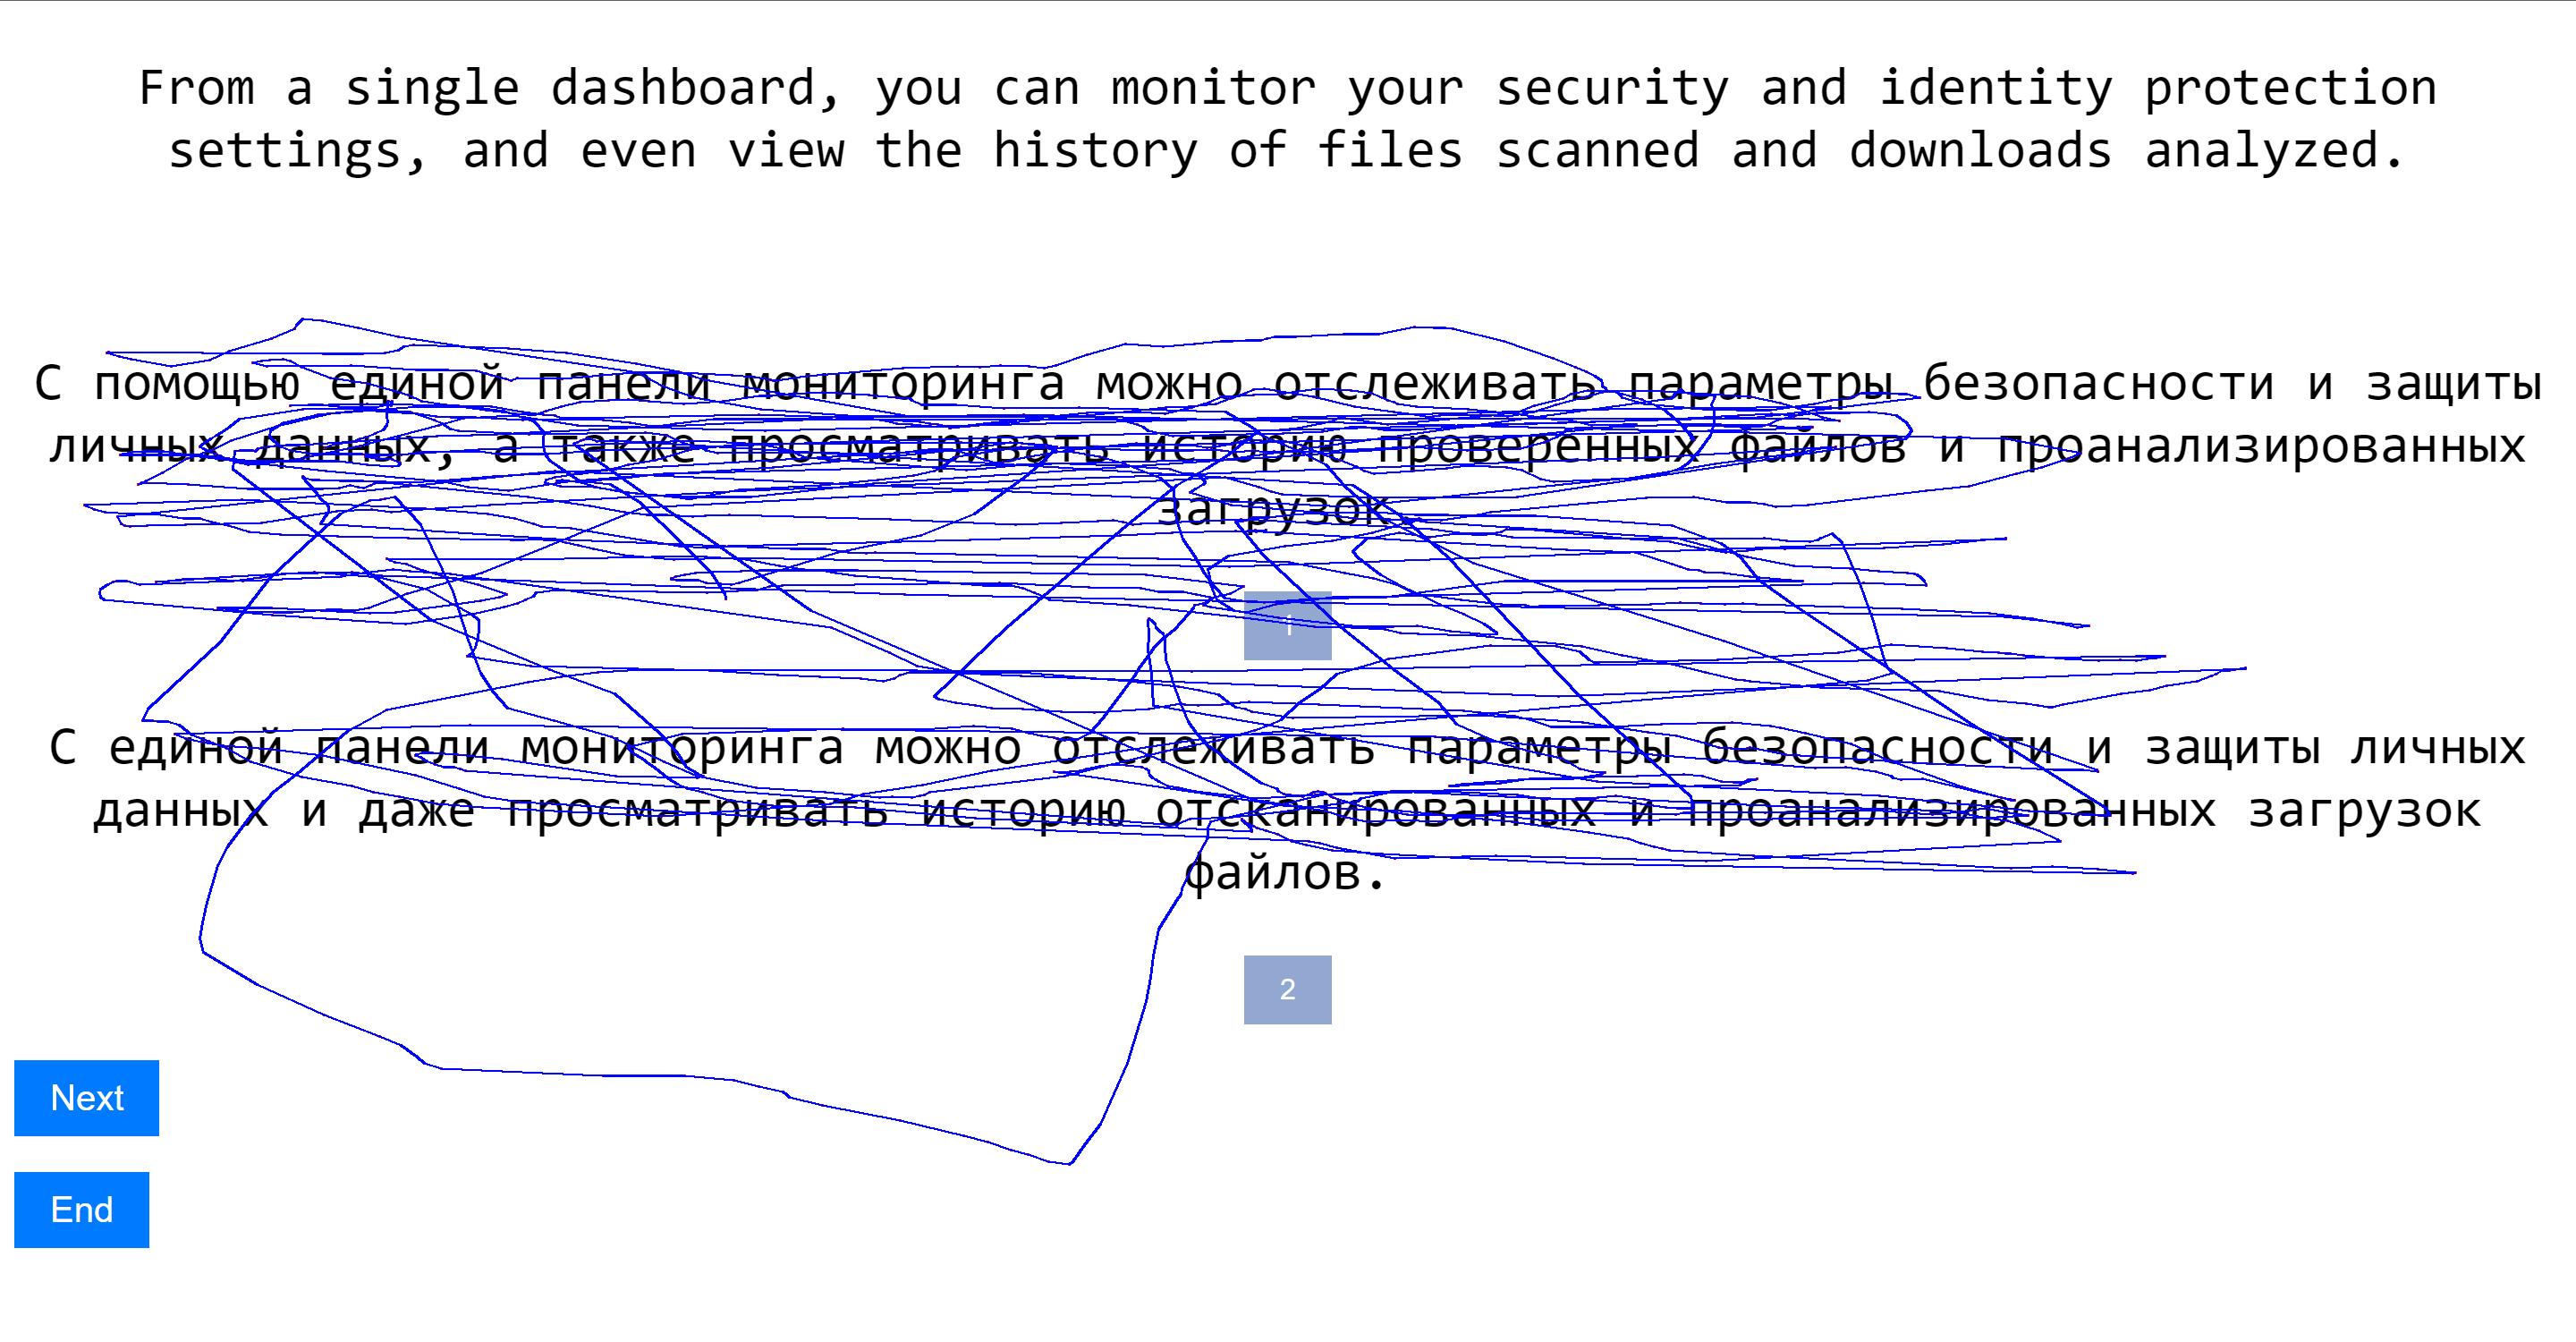 From a single dashboard, you can monitor your security and identity protection
settings, and even view the history of files scanned and downloads analyzed.
С помощью единой панели мониторинга можно отслеживать параметры безопасности и защиты
личных данных, а также просматривать историю проверенных файлов и проанализированных
загрузок.
1
С единой панели мониторинга можно отслеживать параметры безопасности и защиты личных
данных и даже просматривать историю отсканированных и проанализированных загрузок
файлов.
2
Next
End